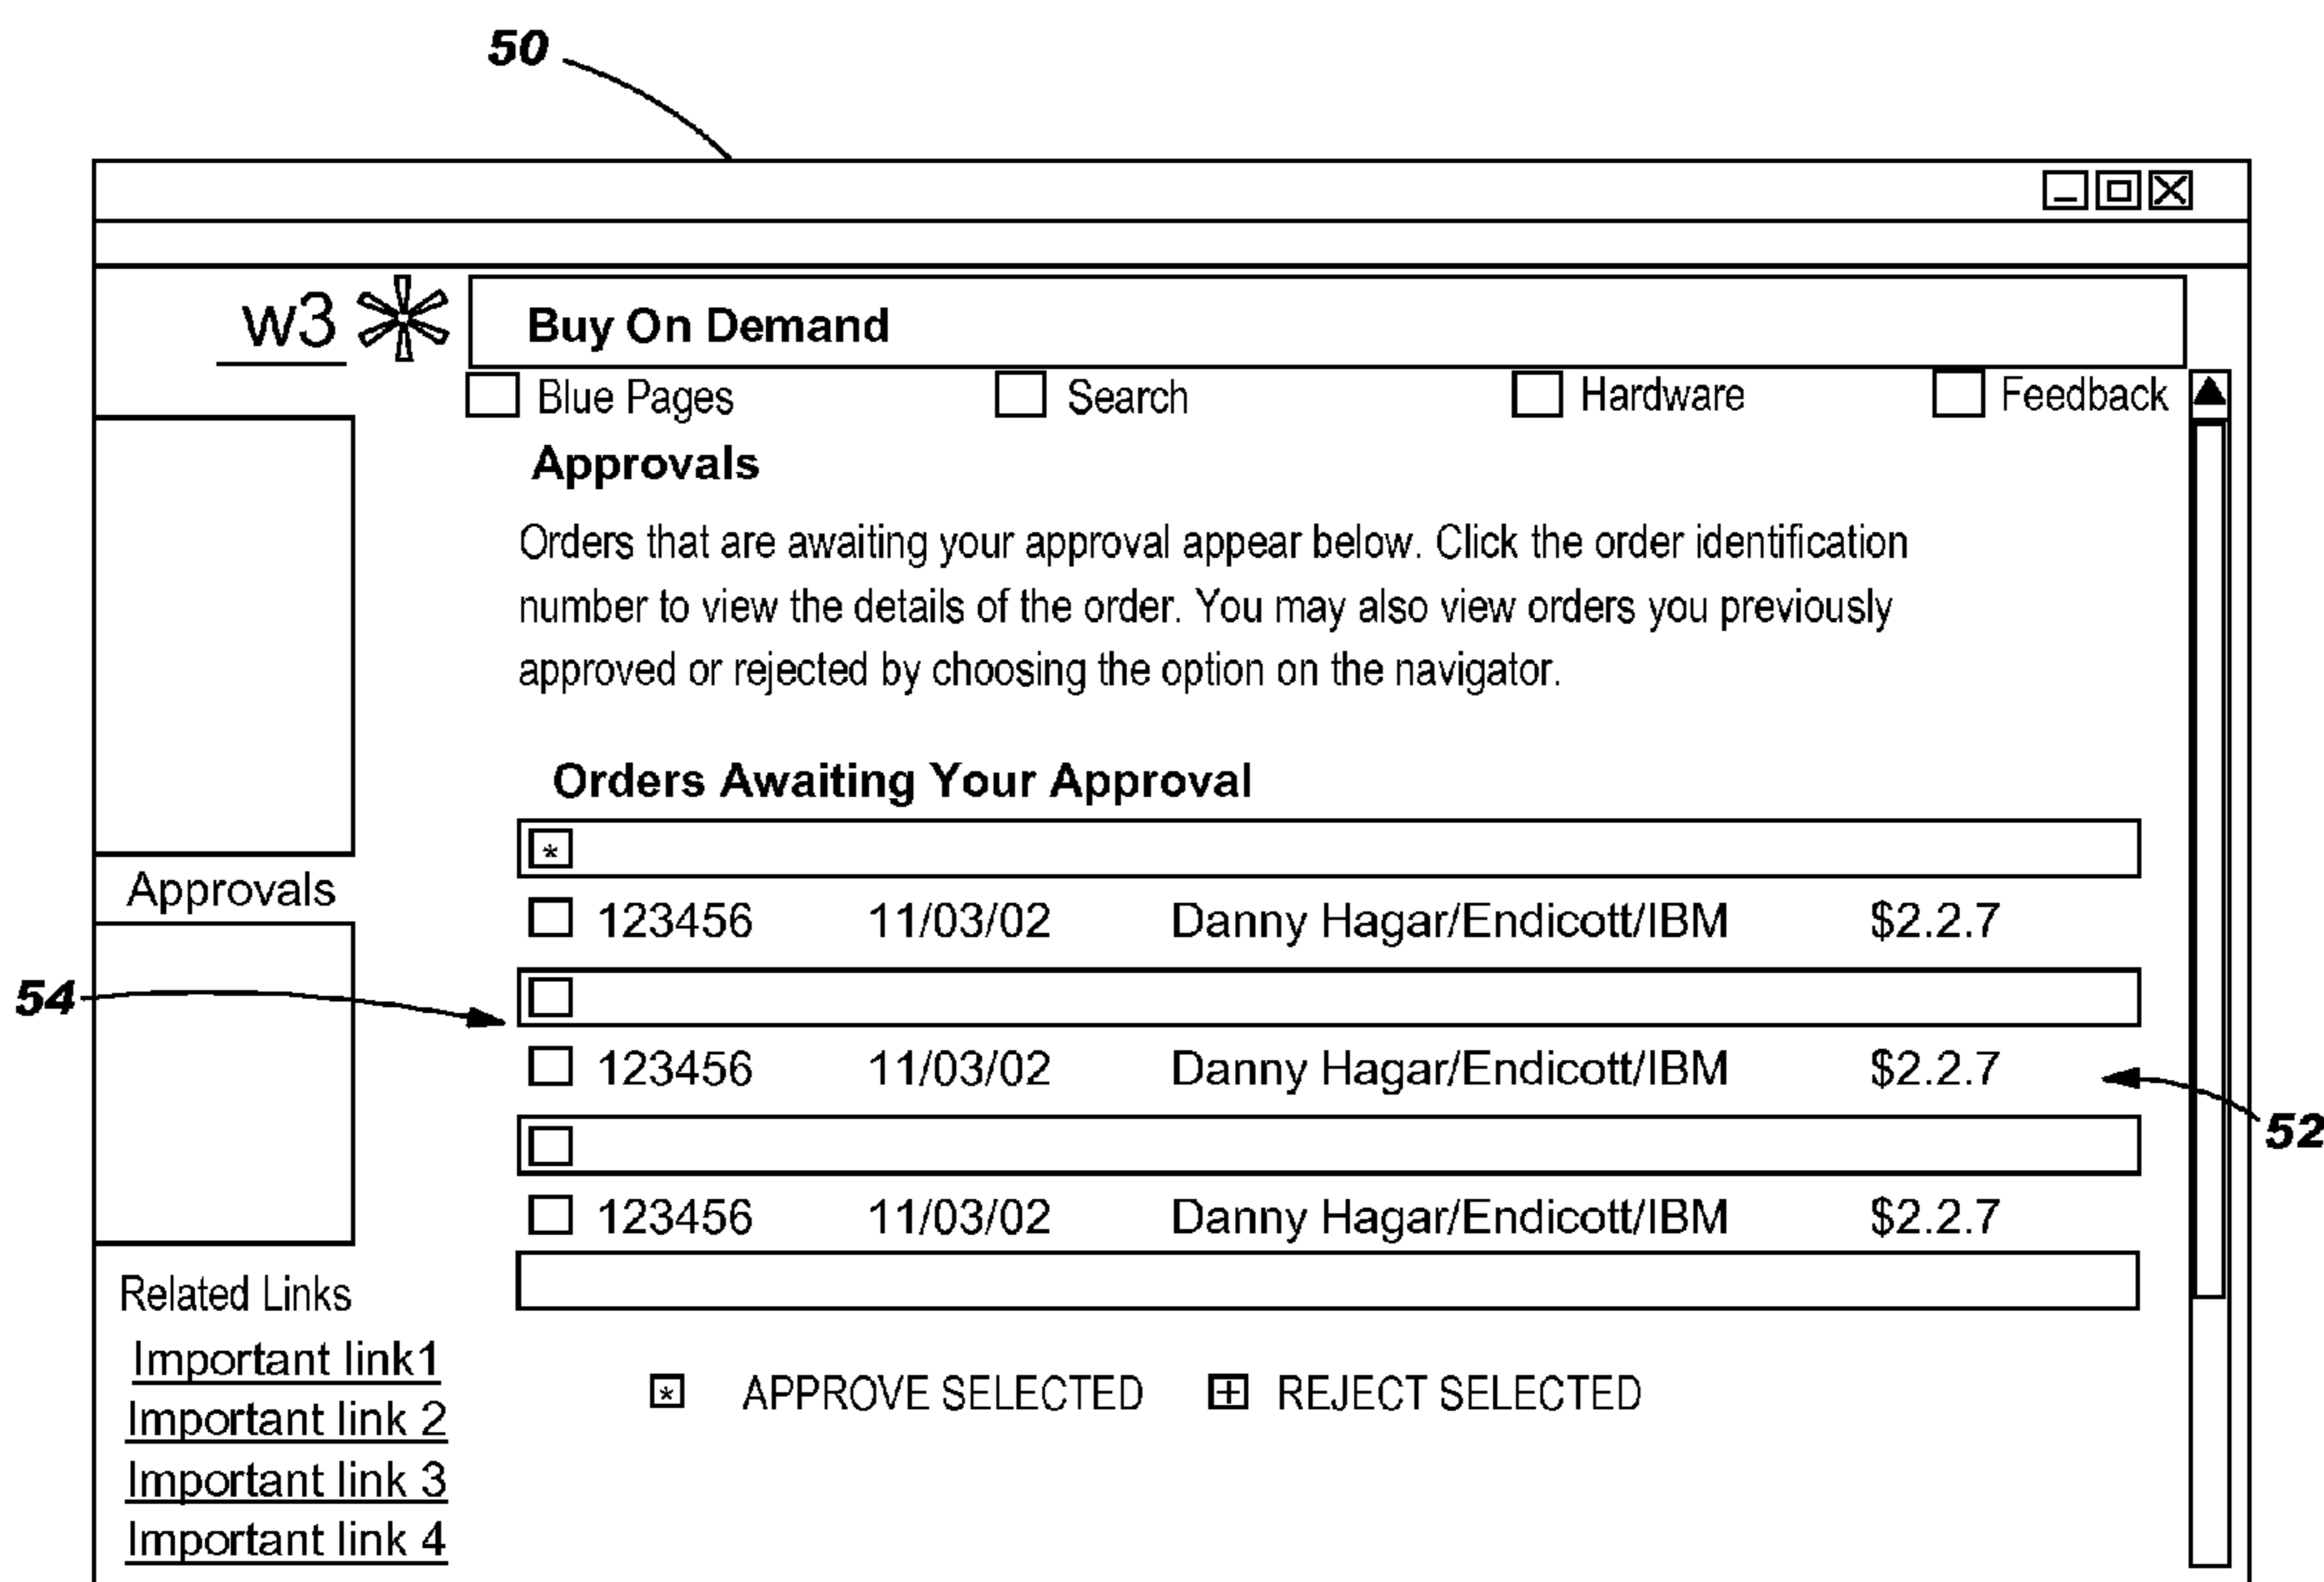 50
w3
Buy On Demand
Blue Pages Search Hardware Feedback
Approvals
Orders that are awaiting your approval appear below. Click the order identification
number to view the details of the order. You may also view orders you previously
approved or rejected by choosing the option on the navigator.
Orders Awaiting Your Approval
*
Approvals
123456 11/03/02 Danny Hagar/Endicott/IBM $2.2.7
54
123456 11/03/02 Danny Hagar/Endicott/IBM $2.2.7
52
123456 11/03/02 Danny Hagar/Endicott/IBM $2.2.7
Related Links
Important link1
Important link 2
Important link 3
Important link 4
* APPROVE SELECTED + REJECT SELECTED